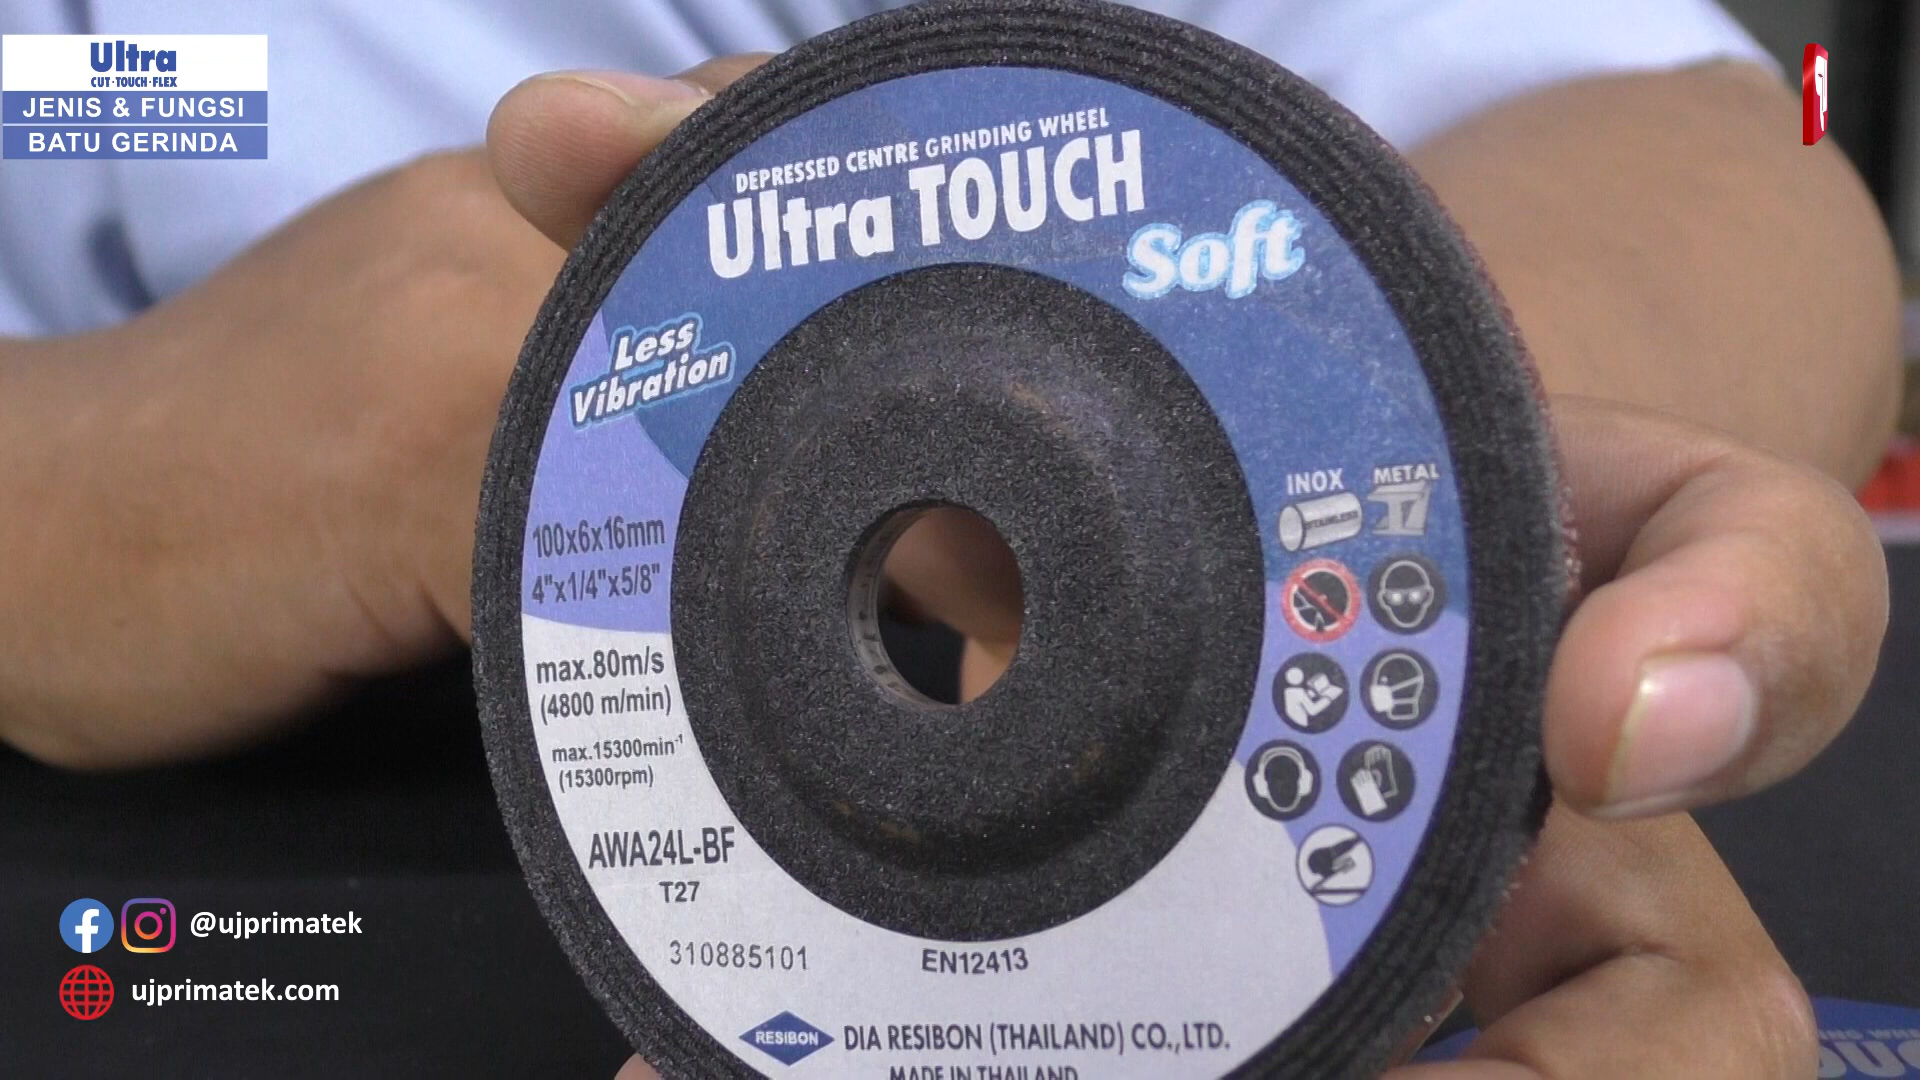 Ultra
CUT·TOUCH·FLEX
JENIS & FUNGSI
BATU GERINDA
DEPRESSED CENTRE GRINDING WHEEL
Ultra TOUCH
Soft
Less
Vibration
INOX METAL
STAINLESS
100x6x16mm
4"x1/4"x5/8"
max.80m/s
(4800 m/min)
max.15300min⁻¹
(15300rpm)
AWA24L-BF
T27
310885101
EN12413
RESIBON DIA RESIBON (THAILAND) CO.,LTD.
MADE IN THAILAND
@ujprimatek
ujprimatek.com